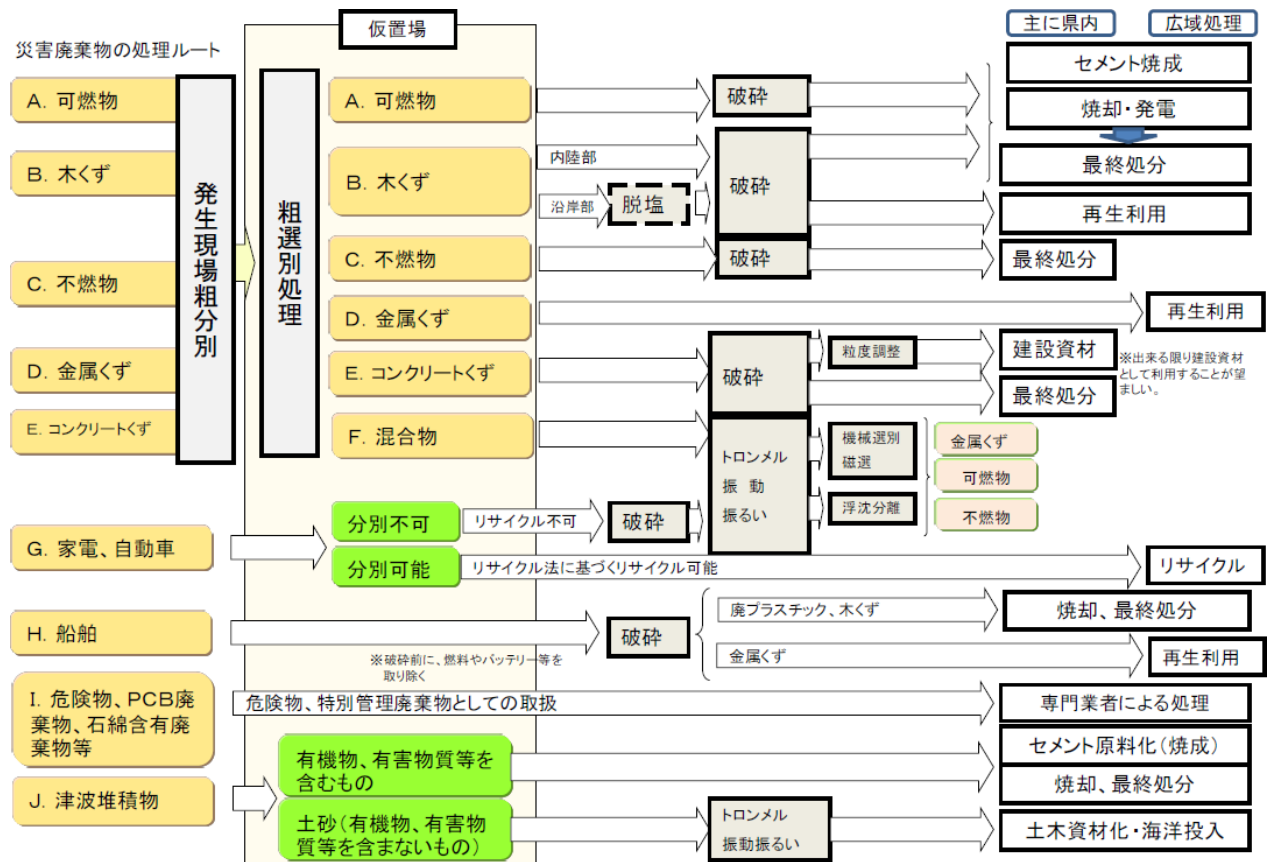 仮置場
主に県内
広域処理
災害廃棄物の処理ルート
A. 可燃物
B. 木くず
C. 不燃物
D. 金属くず
E. コンクリートくず
発生現場粗分別
粗選別処理
A. 可燃物
B. 木くず
C. 不燃物
D. 金属くず
E. コンクリートくず
F. 混合物
内陸部
沿岸部
脱塩
破砕
破砕
破砕
セメント焼成
焼却・発電
最終処分
再生利用
最終処分
再生利用
破砕
粒度調整
建設資材
※出来る限り建設資材
として利用することが望
ましい。
最終処分
トロンメル
振 動
振るい
機械選別
磁選
浮沈分離
金属くず
可燃物
不燃物
G. 家電、自動車
分別不可
リサイクル不可
破砕
分別可能
リサイクル法に基づくリサイクル可能
リサイクル
H. 船舶
※破砕前に、燃料やバッテリー等を
取り除く
破砕
廃プラスチック、木くず
焼却、最終処分
金属くず
再生利用
I. 危険物、PCB廃
棄物、石綿含有廃
棄物等
危険物、特別管理廃棄物としての取扱
専門業者による処理
J. 津波堆積物
有機物、有害物質等を
含むもの
セメント原料化(焼成)
焼却、最終処分
土砂(有機物、有害物
質等を含まないもの)
トロンメル
振動振るい
土木資材化・海洋投入